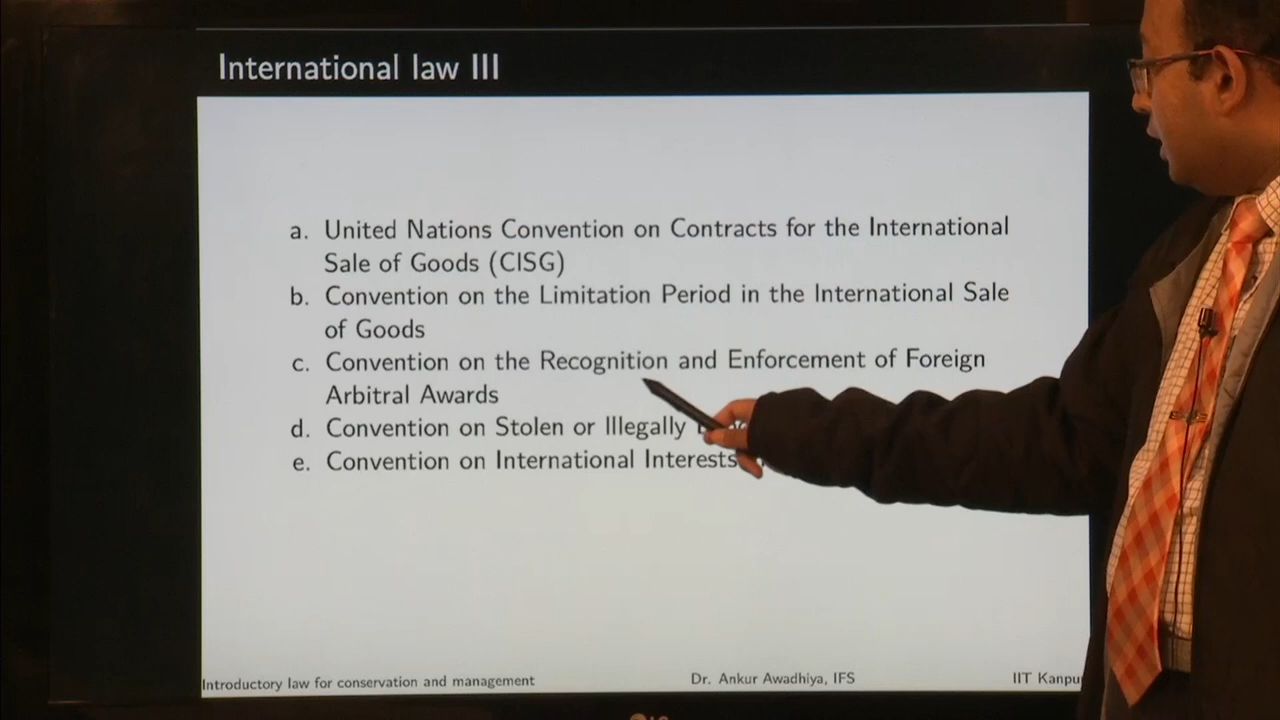 International law III
a. United Nations Convention on Contracts for the International
Sale of Goods (CISG)
b. Convention on the Limitation Period in the International Sale
of Goods
c. Convention on the Recognition and Enforcement of Foreign
Arbitral Awards
d. Convention on Stolen or Illegally
e. Convention on International Interests
Introductory law for conservation and management Dr. Ankur Awadhiya, IFS IIT Kanpu